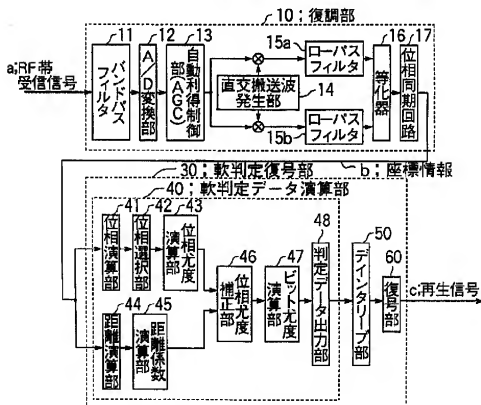 10；復調部
11
12
13
15a
16
17
a;RF帯
受信信号
バンドパス
フィルタ
A/D変換部
自動利得制御
部(AGC)
ローパス
フィルタ
直交搬送波
発生部
14
ローパス
フィルタ
15b
等化器
位相同期
回路
b；座標情報
30；軟判定復号部
40；軟判定データ演算部
41
42
43
位相演算部
位相選択部
位相尤度
演算部
44
45
距離演算部
距離係数
演算部
46
位相尤度
補正部
47
ビット尤度
演算部
48
判定データ
出力部
50
デインタリーブ
部
60
復号部
c;再生信号